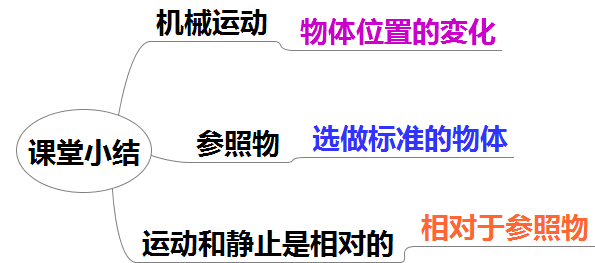 机械运动
物体位置的变化
课堂小结
参照物
选做标准的物体
运动和静止是相对的
相对于参照物